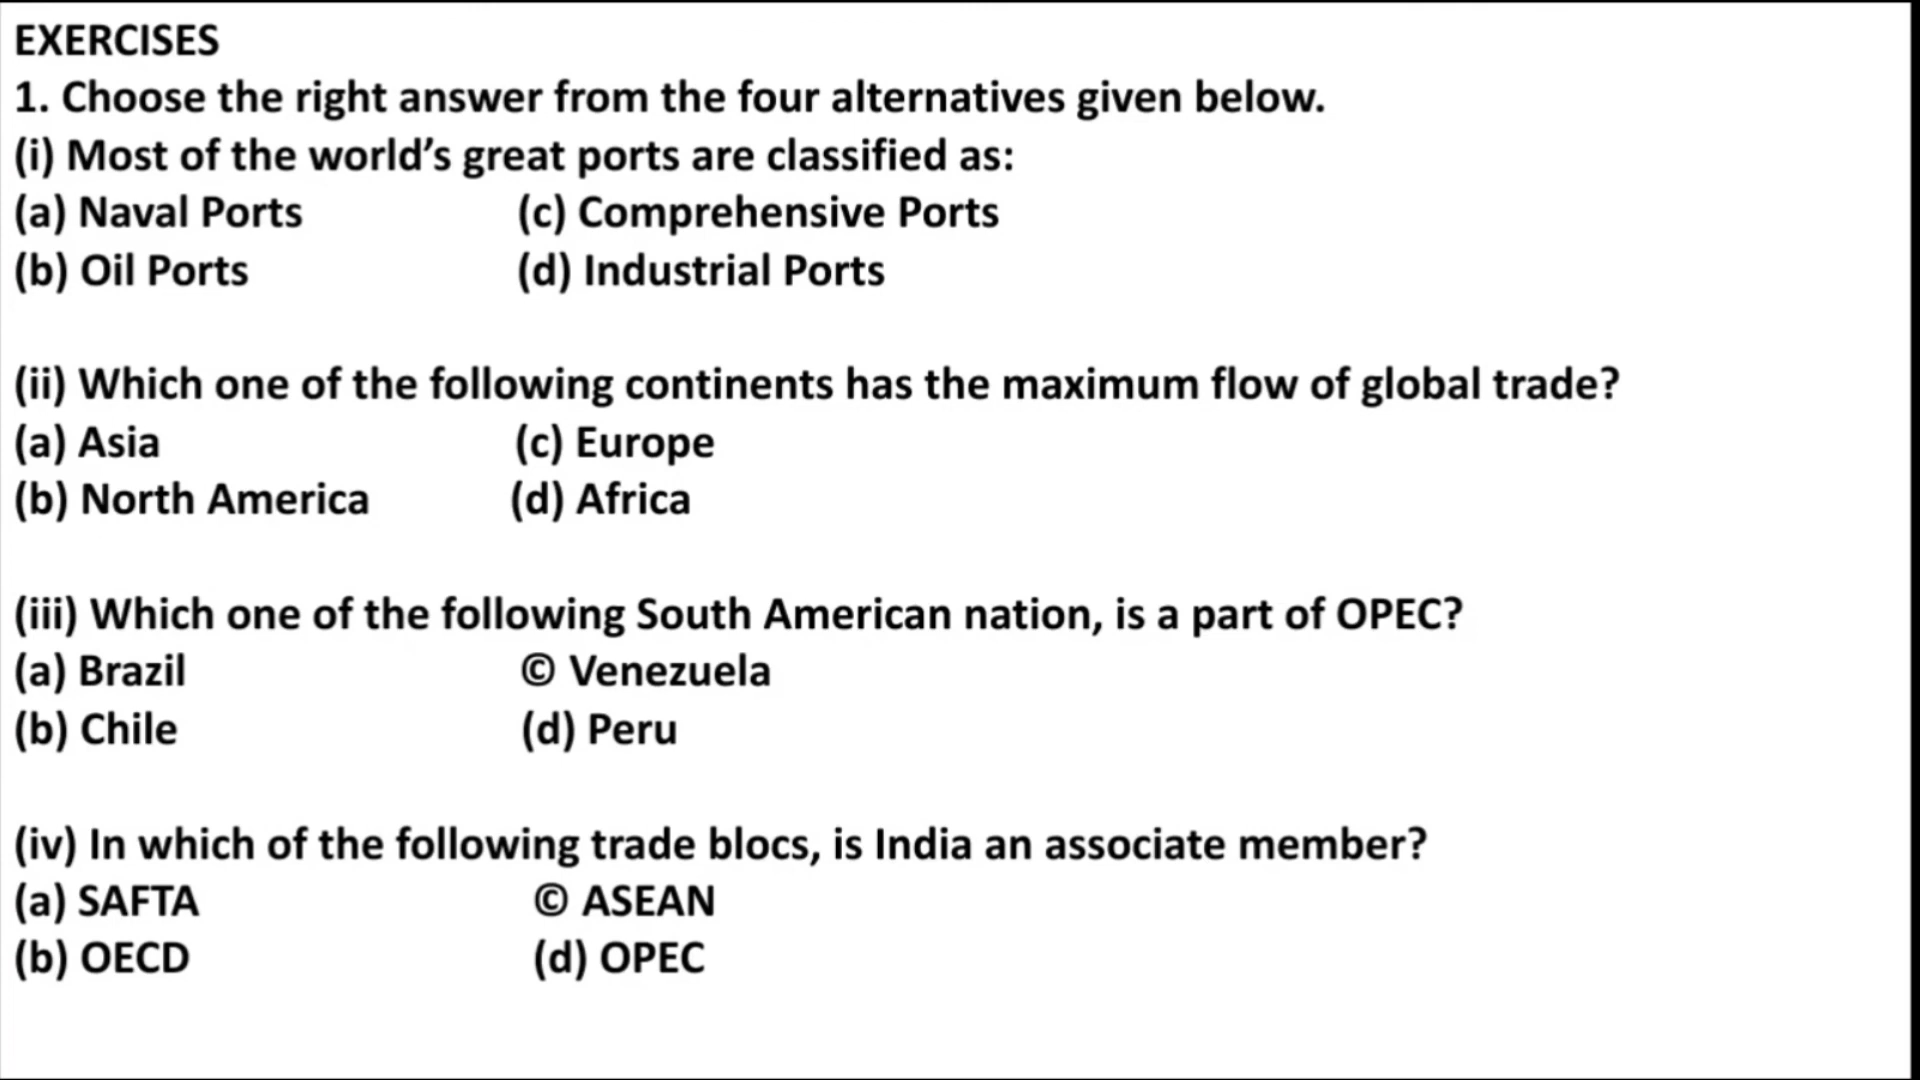 EXERCISES
1. Choose the right answer from the four alternatives given below.
(i) Most of the world’s great ports are classified as:
(a) Naval Ports (c) Comprehensive Ports
(b) Oil Ports (d) Industrial Ports
(ii) Which one of the following continents has the maximum flow of global trade?
(a) Asia (c) Europe
(b) North America (d) Africa
(iii) Which one of the following South American nation, is a part of OPEC?
(a) Brazil © Venezuela
(b) Chile (d) Peru
(iv) In which of the following trade blocs, is India an associate member?
(a) SAFTA © ASEAN
(b) OECD (d) OPEC